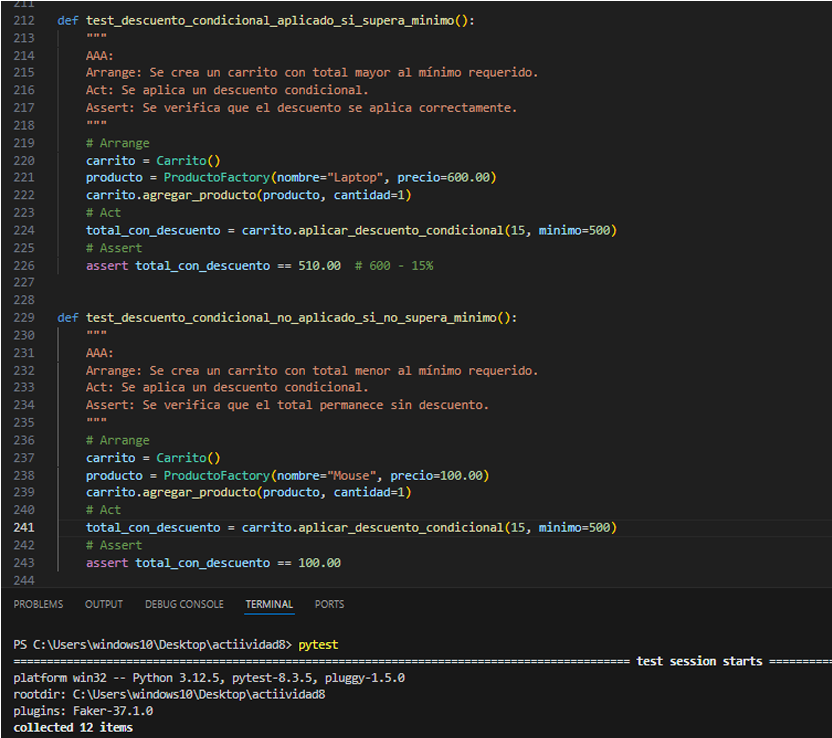 211
212 def test_descuento_condicional_aplicado_si_supera_minimo():
213     """
214     AAA:
215     Arrange: Se crea un carrito con total mayor al mínimo requerido.
216     Act: Se aplica un descuento condicional.
217     Assert: Se verifica que el descuento se aplica correctamente.
218     """
219     # Arrange
220     carrito = Carrito()
221     producto = ProductoFactory(nombre="Laptop", precio=600.00)
222     carrito.agregar_producto(producto, cantidad=1)
223     # Act
224     total_con_descuento = carrito.aplicar_descuento_condicional(15, minimo=500)
225     # Assert
226     assert total_con_descuento == 510.00  # 600 - 15%
227
228
229 def test_descuento_condicional_no_aplicado_si_no_supera_minimo():
230     """
231     AAA:
232     Arrange: Se crea un carrito con total menor al mínimo requerido.
233     Act: Se aplica un descuento condicional.
234     Assert: Se verifica que el total permanece sin descuento.
235     """
236     # Arrange
237     carrito = Carrito()
238     producto = ProductoFactory(nombre="Mouse", precio=100.00)
239     carrito.agregar_producto(producto, cantidad=1)
240     # Act
241     total_con_descuento = carrito.aplicar_descuento_condicional(15, minimo=500)
242     # Assert
243     assert total_con_descuento == 100.00
244
PROBLEMS OUTPUT DEBUG CONSOLE TERMINAL PORTS
PS C:\Users\windows10\Desktop\actiividad8> pytest
============================== test session starts ==========
platform win32 -- Python 3.12.5, pytest-8.3.5, pluggy-1.5.0
rootdir: C:\Users\windows10\Desktop\actiividad8
plugins: Faker-37.1.0
collected 12 items